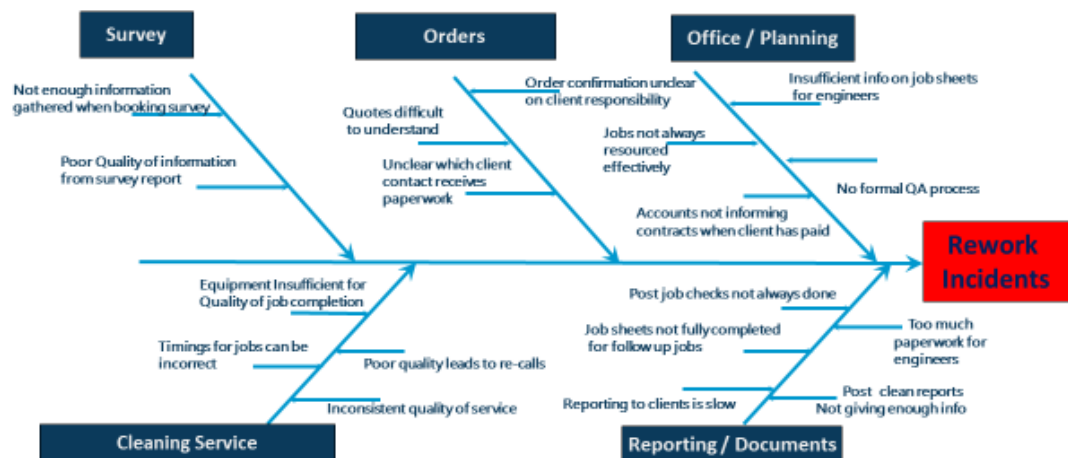 Survey
Orders
Office / Planning
Not enough information
gathered when booking survey
Poor Quality of information
from survey report
Order confirmation unclear
on client responsibility
Quotes difficult
to understand
Unclear which client
contact receives
paperwork
Insufficient info on job sheets
for engineers
Jobs not always
resourced
effectively
No formal QA process
Accounts not informing
contracts when client has paid
Rework
Incidents
Equipment Insufficient for
Quality of job completion
Timings for jobs can be
incorrect
Poor quality leads to re-calls
Inconsistent quality of service
Post job checks not always done
Too much
paperwork for
engineers
Job sheets not fully completed
for follow up jobs
Reporting to clients is slow
Post clean reports
Not giving enough info
Cleaning Service
Reporting / Documents